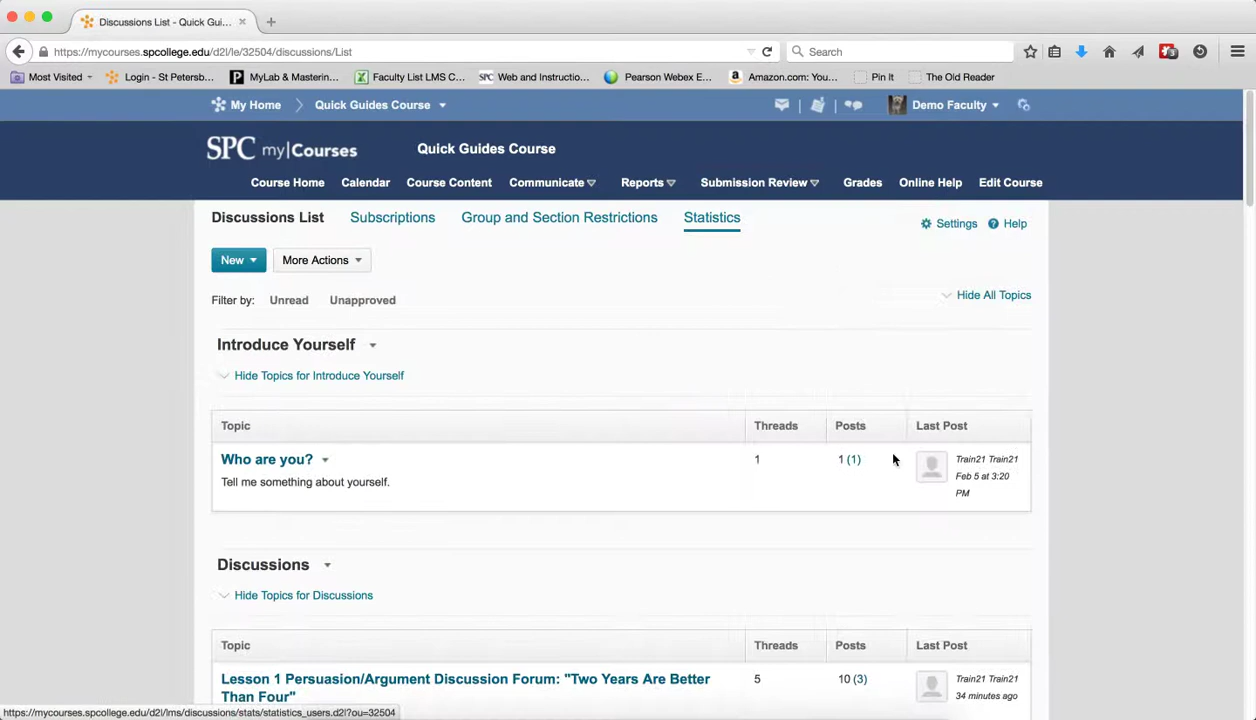 Discussions List - Quick Gui...
https://mycourses.spcollege.edu/d2l/le/32504/discussions/List
Search
Most Visited
Login - St Petersb...
MyLab & Mastering...
Faculty List LMS C...
SPC Web and Instructio...
Pearson Webex E...
Amazon.com: You...
Pin It
The Old Reader
My Home
Quick Guides Course
Demo Faculty
SPC my|Courses
Quick Guides Course
Course Home
Calendar
Course Content
Communicate
Reports
Submission Review
Grades
Online Help
Edit Course
Discussions List
Subscriptions
Group and Section Restrictions
Statistics
Settings
Help
New
More Actions
Filter by: Unread Unapproved
Hide All Topics
Introduce Yourself
Hide Topics for Introduce Yourself
Topic Threads Posts Last Post
Who are you? 1 1 (1) Train21 Train21
Feb 5 at 3:20
PM
Tell me something about yourself.
Discussions
Hide Topics for Discussions
Topic Threads Posts Last Post
Lesson 1 Persuasion/Argument Discussion Forum: "Two Years Are Better 5 10 (3) Train21 Train21
Than Four" 34 minutes ago
https://mycourses.spcollege.edu/d2l/lms/discussions/stats/statistics_users.d2l?ou=32504